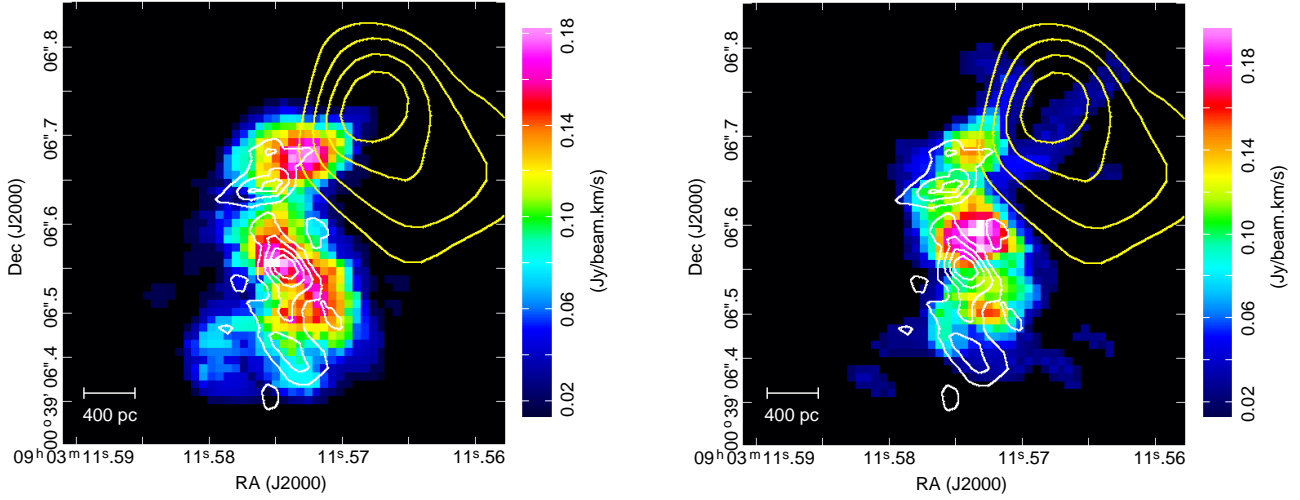 06".8
06".7
06".6
06".5
00°39' 06".4
Dec (J2000)
400 pc
09ʰ03ᵐ11ˢ.59
11ˢ.58
11ˢ.57
11ˢ.56
RA (J2000)
0.18
0.14
0.10
0.06
0.02
(Jy/beam.km/s)
06".8
06".7
06".6
06".5
00°39' 06".4
Dec (J2000)
400 pc
09ʰ03ᵐ11ˢ.59
11ˢ.58
11ˢ.57
11ˢ.56
RA (J2000)
0.18
0.14
0.10
0.06
0.02
(Jy/beam.km/s)